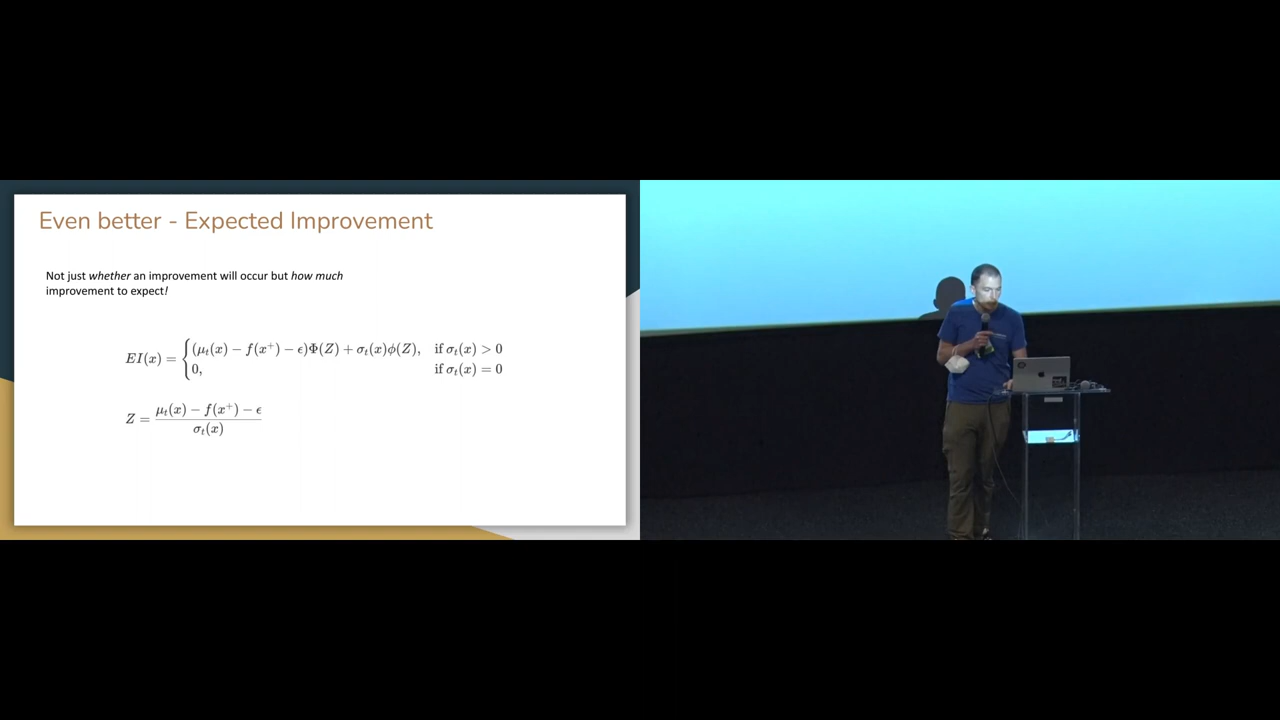 Even better - Expected Improvement
Not just whether an improvement will occur but how much
improvement to expect!
EI(x) = {(μₜ(x) − f(x⁺) − ϵ)Φ(Z) + σₜ(x)ϕ(Z), if σₜ(x) > 0
0, if σₜ(x) = 0
Z = (μₜ(x) − f(x⁺) − ϵ) / σₜ(x)